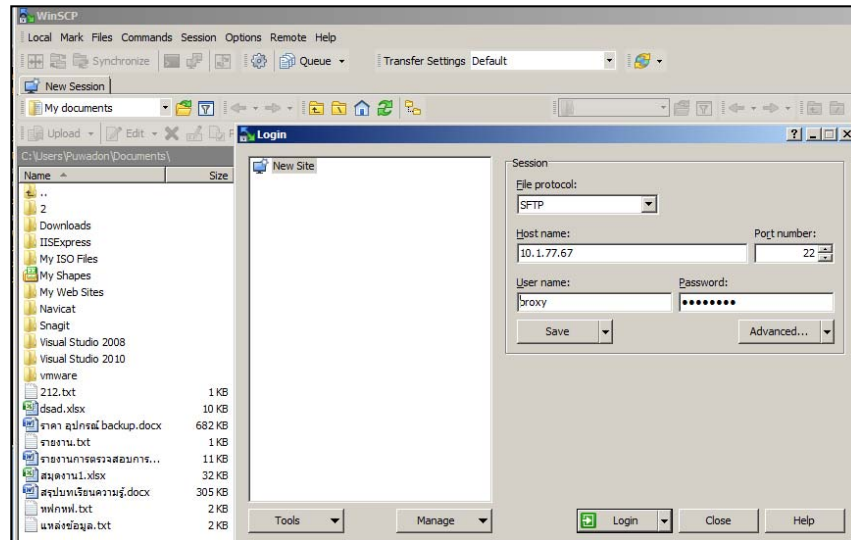 WinSCP
Local Mark Files Commands Session Options Remote Help
Synchronize Queue Transfer Settings Default
New Session
My documents
Upload Edit F
Login
C:\Users\Puwadon\Documents\
Name Size
..
2
Downloads
IISExpress
My ISO Files
My Shapes
My Web Sites
Navicat
Snagit
Visual Studio 2008
Visual Studio 2010
vmware
212.txt 1 KB
dsad.xlsx 10 KB
ราคา อุปกรณ์ backup.docx 682 KB
รายงาน.txt 1 KB
รายงานการตรวจสอบการ... 11 KB
สมุดงาน1.xlsx 32 KB
สรุปบทเรียนความรู้.docx 305 KB
หฟกหฟ.txt 2 KB
แหล่งข้อมูล.txt 2 KB
New Site
Session
File protocol:
SFTP
Host name: Port number:
10.1.77.67 22
User name: Password:
proxy ••••••••
Save Advanced...
Tools Manage Login Close Help